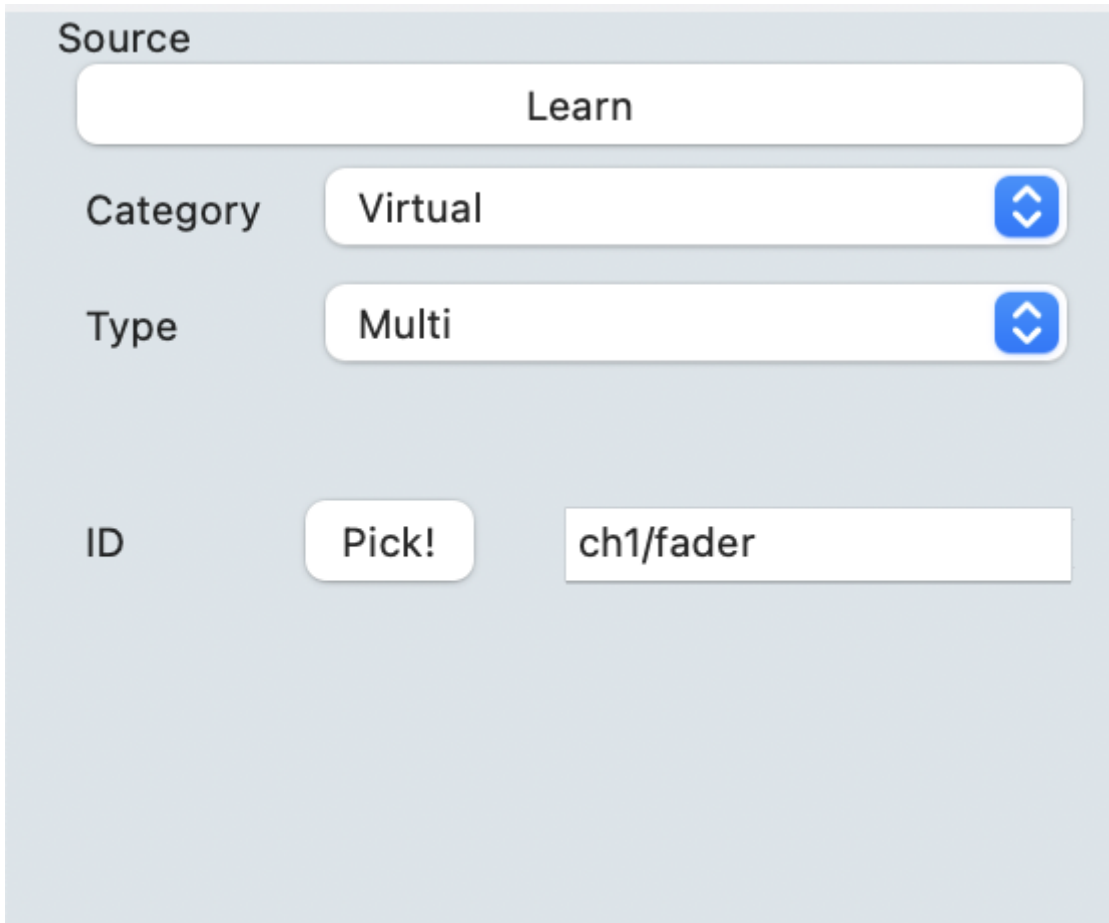 Source
Learn
Category Virtual
Type Multi
ID Pick! ch1/fader